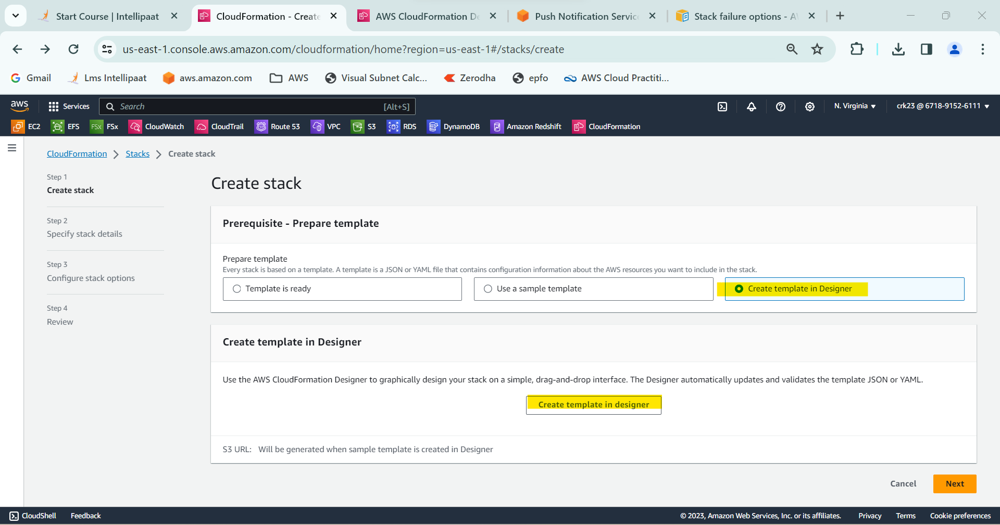 Start Course | Intellipaat
CloudFormation - Create
AWS CloudFormation De
Push Notification Service
Stack failure options - AW
us-east-1.console.aws.amazon.com/cloudformation/home?region=us-east-1#/stacks/create
Gmail
Lms Intellipaat
aws.amazon.com
AWS
Visual Subnet Calc...
Zerodha
epfo
AWS Cloud Practiti...
aws
Services
Search
[Alt+S]
N. Virginia
crk23 @ 6718-9152-6111
EC2
EFS
FSx
FSx
CloudWatch
CloudTrail
Route 53
VPC
S3
RDS
DynamoDB
Amazon Redshift
CloudFormation
CloudFormation
Stacks
Create stack
Step 1
Create stack
Step 2
Specify stack details
Step 3
Configure stack options
Step 4
Review
Create stack
Prerequisite - Prepare template
Prepare template
Every stack is based on a template. A template is a JSON or YAML file that contains configuration information about the AWS resources you want to include in the stack.
Template is ready
Use a sample template
Create template in Designer
Create template in Designer
Use the AWS CloudFormation Designer to graphically design your stack on a simple, drag-and-drop interface. The Designer automatically updates and validates the template JSON or YAML.
Create template in designer
S3 URL: Will be generated when sample template is created in Designer
Cancel
Next
CloudShell
Feedback
© 2023, Amazon Web Services, Inc. or its affiliates.
Privacy
Terms
Cookie preferences